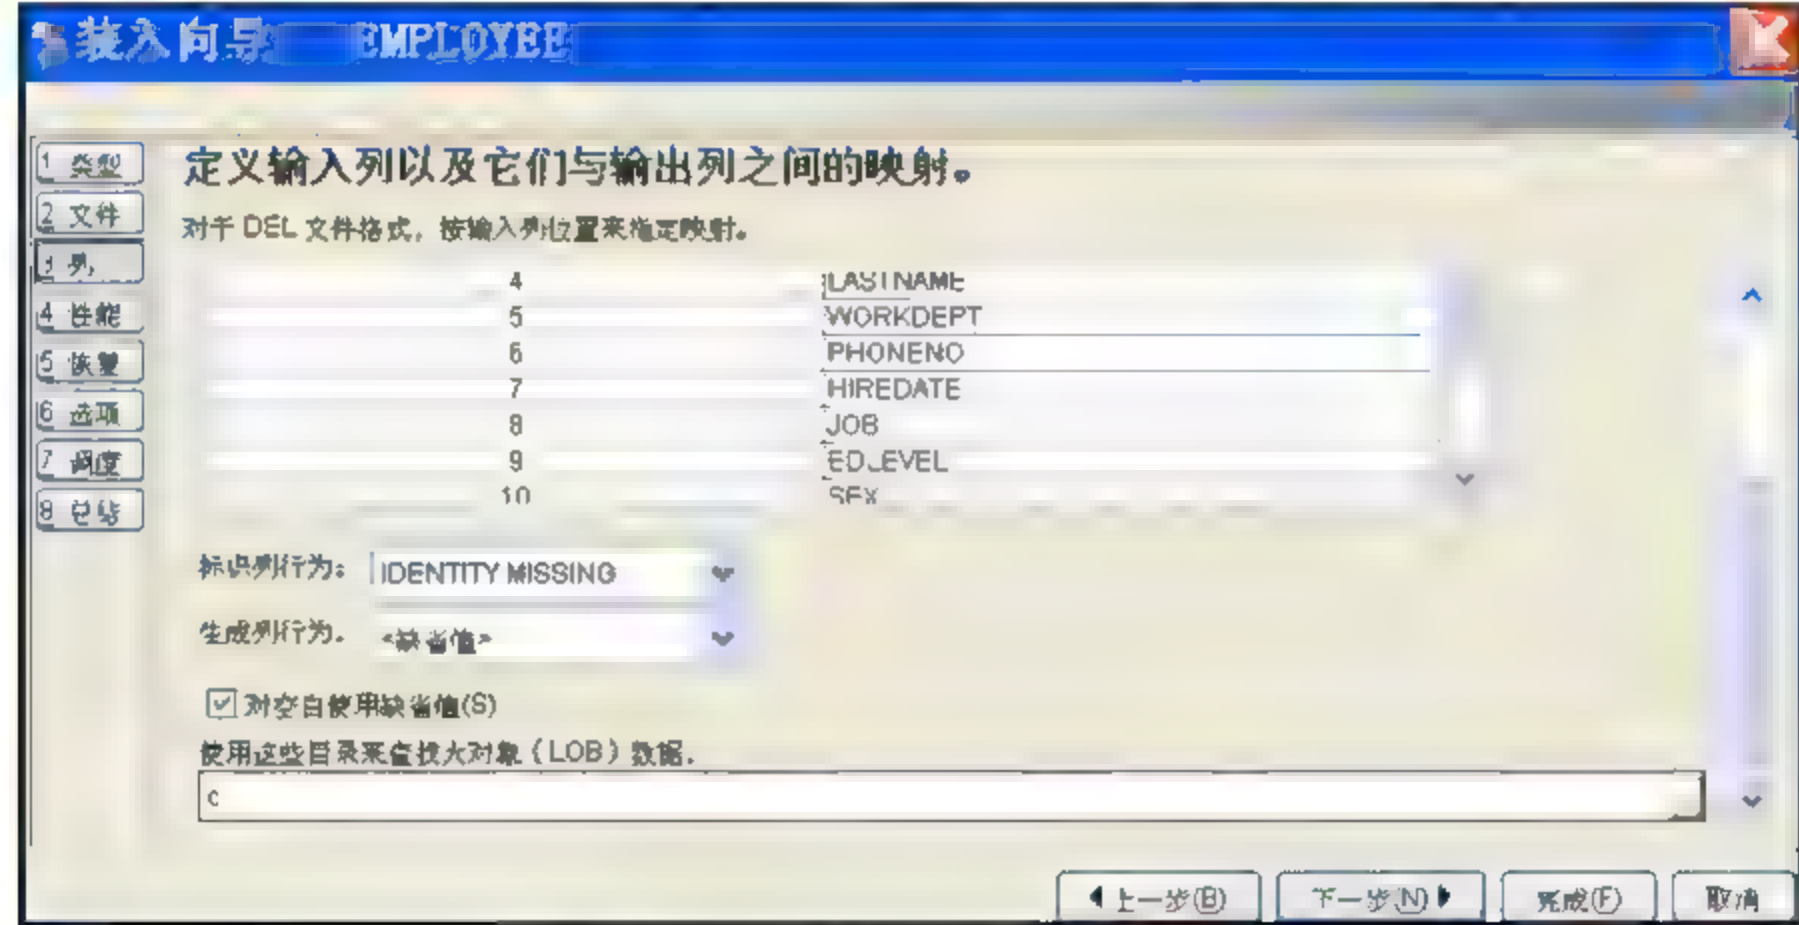 装入向导 EMPLOYEE
1 类型
2 文件
3 列
4 性能
5 恢复
6 选项
7 调度
8 总结
定义输入列以及它们与输出列之间的映射。
对于 DEL 文件格式，按输入列位置来指定映射。
4 LASTNAME
5 WORKDEPT
6 PHONENO
7 HIREDATE
8 JOB
9 EDLEVEL
10 SEX
标识列行为： IDENTITY MISSING
生成列行为： <缺省值>
对空白使用缺省值(S)
使用这些目录来查找大对象（LOB）数据。
c
上一步(B) 下一步(N) 完成(F) 取消